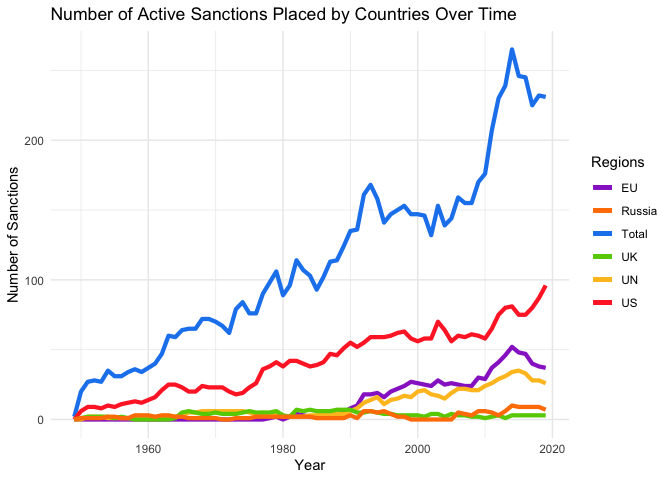 Number of Active Sanctions Placed by Countries Over Time
Number of Sanctions
200
100
0
1960
1980
2000
2020
Year
Regions
EU
Russia
Total
UK
UN
US